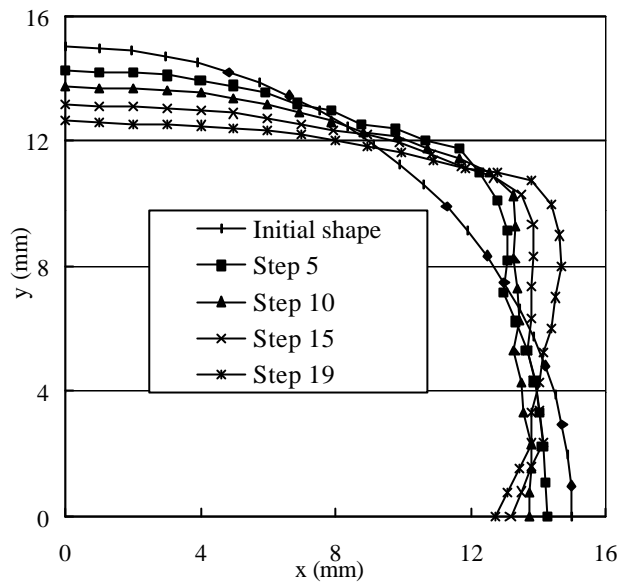 16
12
8
4
0
y (mm)
Initial shape
Step 5
Step 10
Step 15
Step 19
0 4 8 12 16
x (mm)